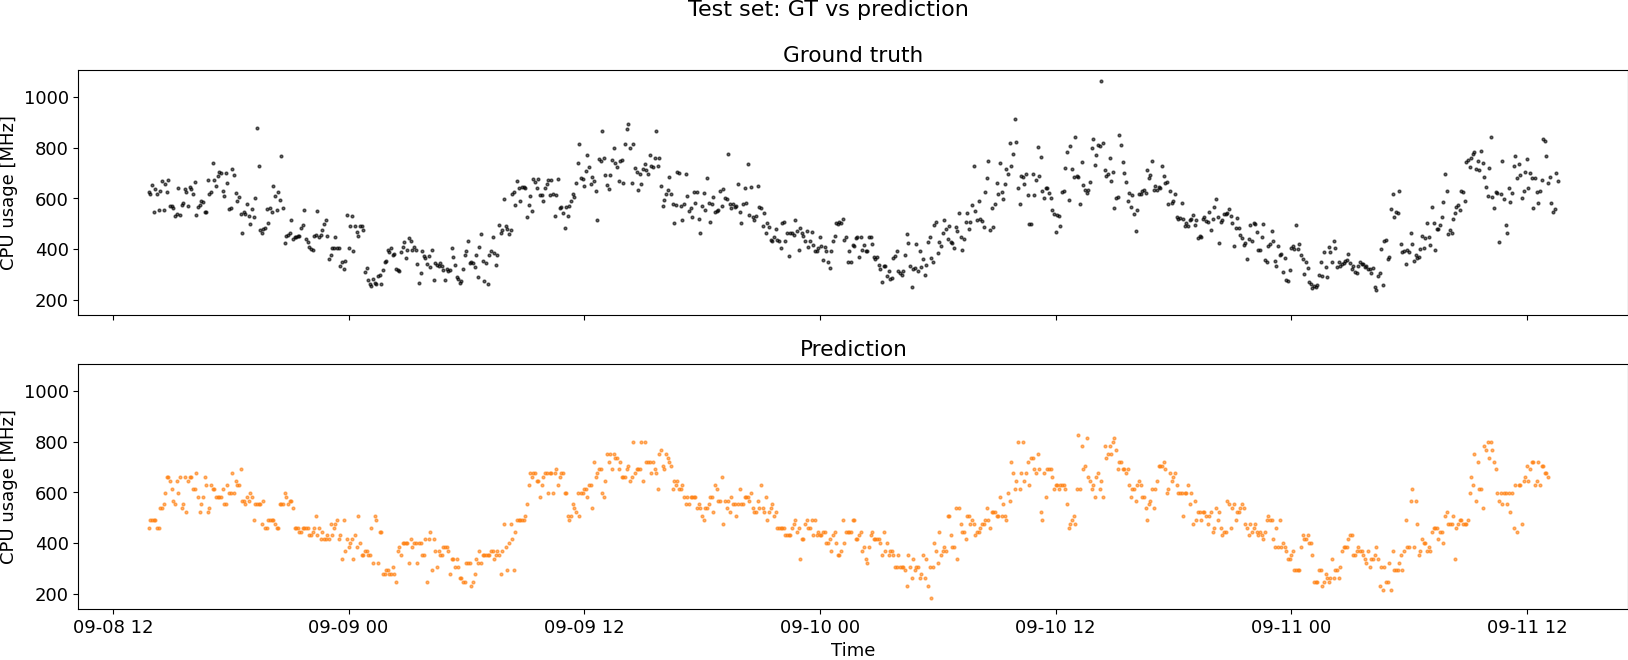 Test set: GT vs prediction
Ground truth
CPU usage [MHz]
1000
800
600
400
200
Prediction
CPU usage [MHz]
1000
800
600
400
200
09-08 12 09-09 00 09-09 12 09-10 00 09-10 12 09-11 00 09-11 12
Time